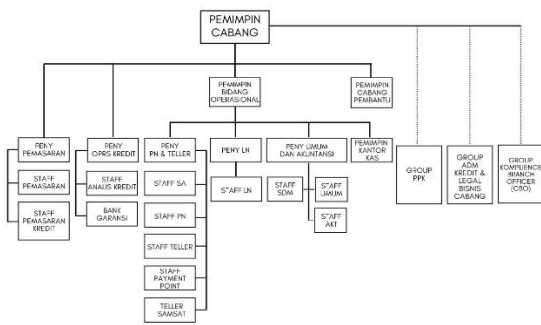 PEMIMPIN
CABANG
PEMIMPIN
BIDANG
OPERASIONAL
PEMIMPIN
CABANG
PEMBANTU
PENY
PEMASARAN
PENY
OPRS KREDIT
PENY
PN & TELLER
PENY LN
PENY UMUM
DAN AKUNTANSI
PEMIMPIN
KANTOR
KAS
GROUP
PPK
GROUP
ADM
KREDIT &
LEGAL
BISNIS
CABANG
GROUP
KOMPLIENCE
BRANCH
OFFICER
(CBO)
STAFF
PEMASARAN
STAFF
ANALIS KREDIT
STAFF SA
STAFF LN
STAFF
SDM
STAFF
UMUM
STAFF
PEMASARAN
KREDIT
BANK
GARANSI
STAFF PN
STAFF
AKT
STAFF TELLER
STAFF
PAYMENT
POINT
TELLER
SAMSAT